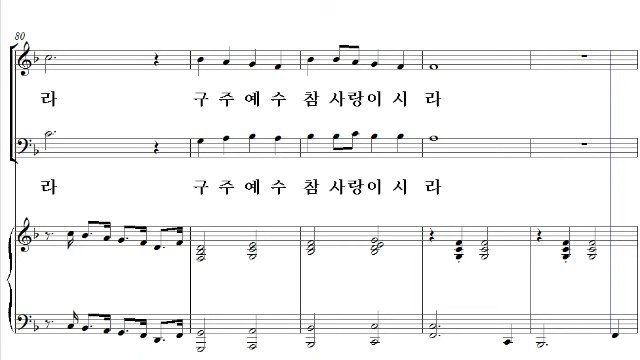 80
라 구 주 예 수 참 사 랑 이 시 라
라 구 주 예 수 참 사 랑 이 시 라